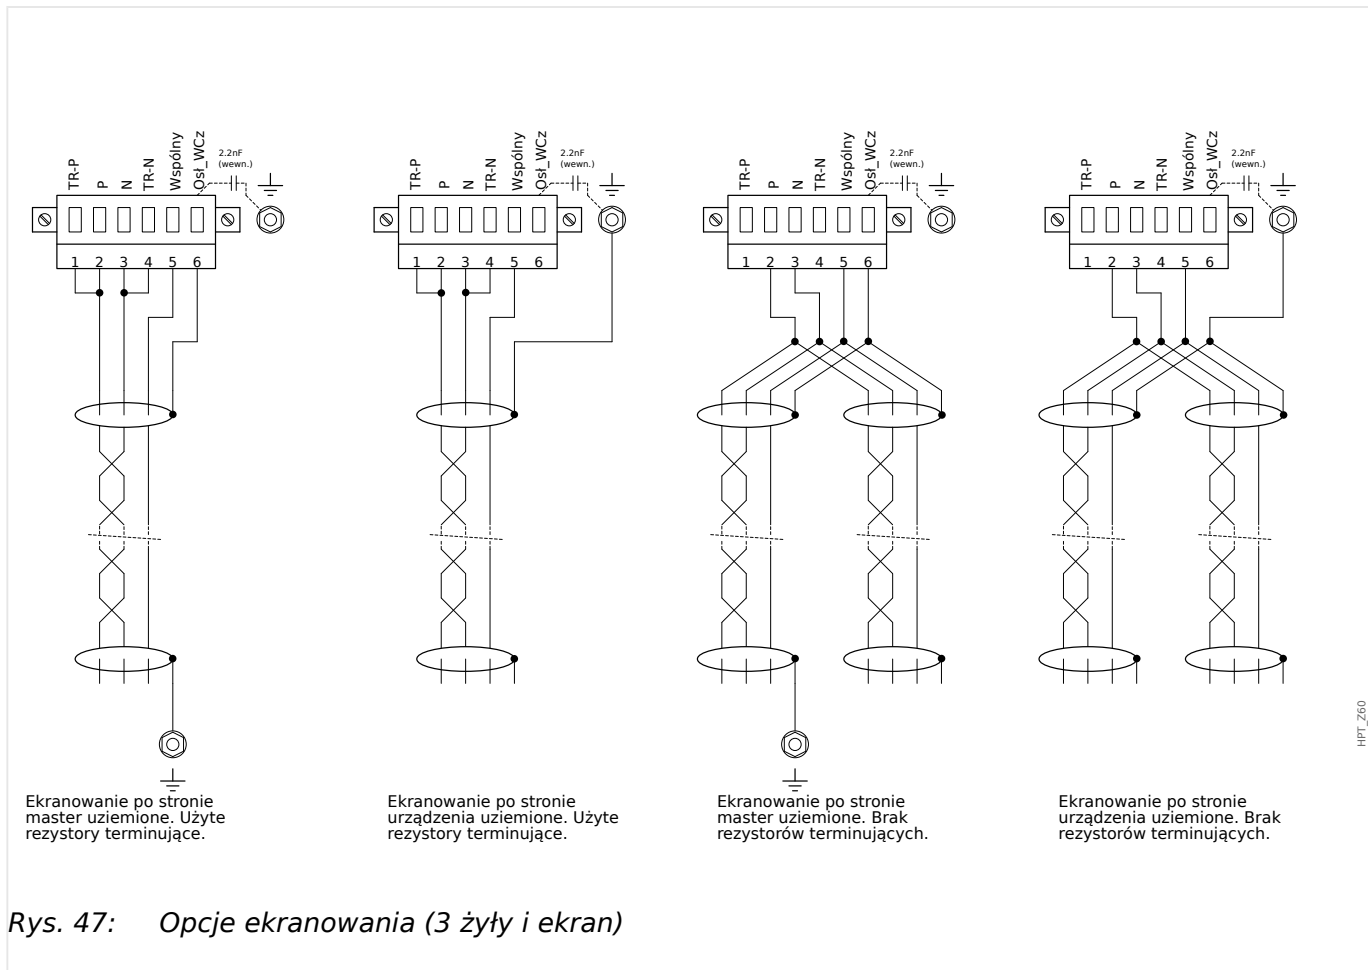 TR-P
P
N
TR-N
Wspólny
Osł_WCz
2.2nF
(wewn.)
1 2 3 4 5 6
TR-P
P
N
TR-N
Wspólny
Osł_WCz
2.2nF
(wewn.)
1 2 3 4 5 6
TR-P
P
N
TR-N
Wspólny
Osł_WCz
2.2nF
(wewn.)
1 2 3 4 5 6
TR-P
P
N
TR-N
Wspólny
Osł_WCz
2.2nF
(wewn.)
1 2 3 4 5 6
HPT_Z60
Ekranowanie po stronie
master uziemione. Użyte
rezystory terminujące.
Ekranowanie po stronie
urządzenia uziemione. Użyte
rezystory terminujące.
Ekranowanie po stronie
master uziemione. Brak
rezystorów terminujących.
Ekranowanie po stronie
urządzenia uziemione. Brak
rezystorów terminujących.
Rys. 47: Opcje ekranowania (3 żyły i ekran)